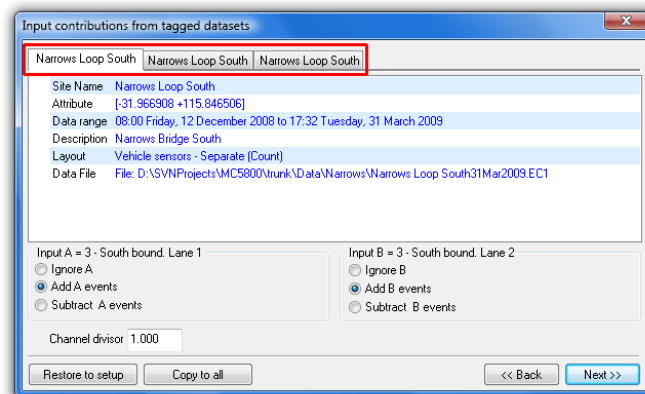 Input contributions from tagged datasets
Narrows Loop South Narrows Loop South Narrows Loop South
Site Name Narrows Loop South
Attribute [-31.966908 +115.846506]
Data range 08:00 Friday, 12 December 2008 to 17:32 Tuesday, 31 March 2009
Description Narrows Bridge South
Layout Vehicle sensors - Separate (Count)
Data File File: D:\SVNProjects\MC5800\trunk\Data\Narrows\Narrows Loop South31Mar2009.EC1
Input A = 3 - South bound. Lane 1 Input B = 3 - South bound. Lane 2
Ignore A Ignore B
Add A events Add B events
Subtract A events Subtract B events
Channel divisor 1.000
Restore to setup Copy to all << Back Next >>